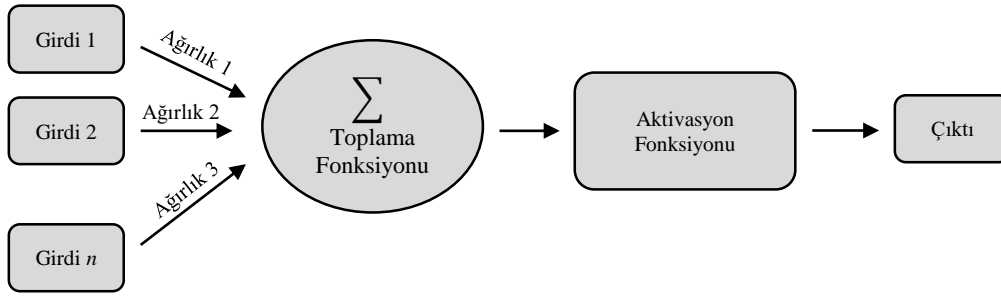 Girdi 1
Ağırlık 1
Girdi 2
Ağırlık 2
Girdi n
Ağırlık 3
∑
Toplama
Fonksiyonu
Aktivasyon
Fonksiyonu
Çıktı